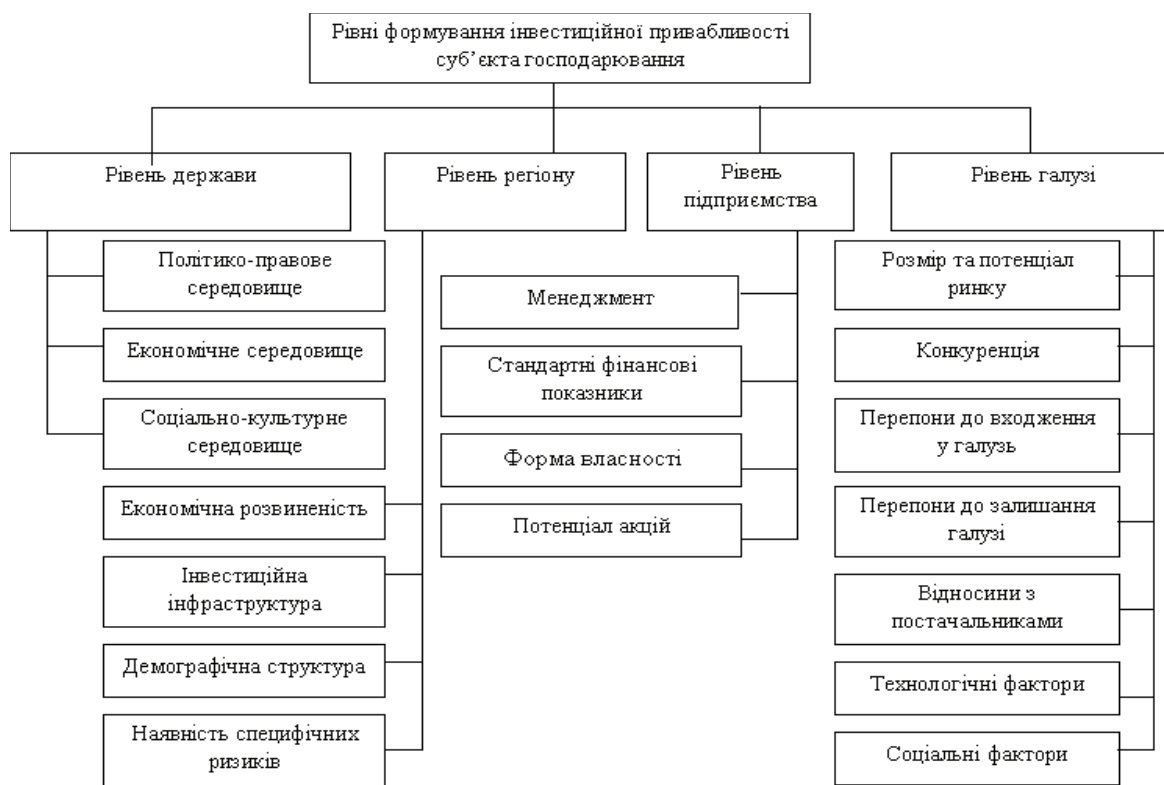 Рівні формування інвестиційної привабливості
суб’єкта господарювання
Рівень держави
Рівень регіону
Рівень
підприємства
Рівень галузі
Політико-правове
середовище
Економічне середовище
Соціально-культурне
середовище
Економічна розвиненість
Інвестиційна
інфраструктура
Демографічна структура
Наявність специфічних
ризиків
Менеджмент
Стандартні фінансові
показники
Форма власності
Потенціал акцій
Розмір та потенціал
ринку
Конкуренція
Перепони до входження
у галузь
Перепони до залишання
галузі
Відносини з
постачальниками
Технологічні фактори
Соціальні фактори